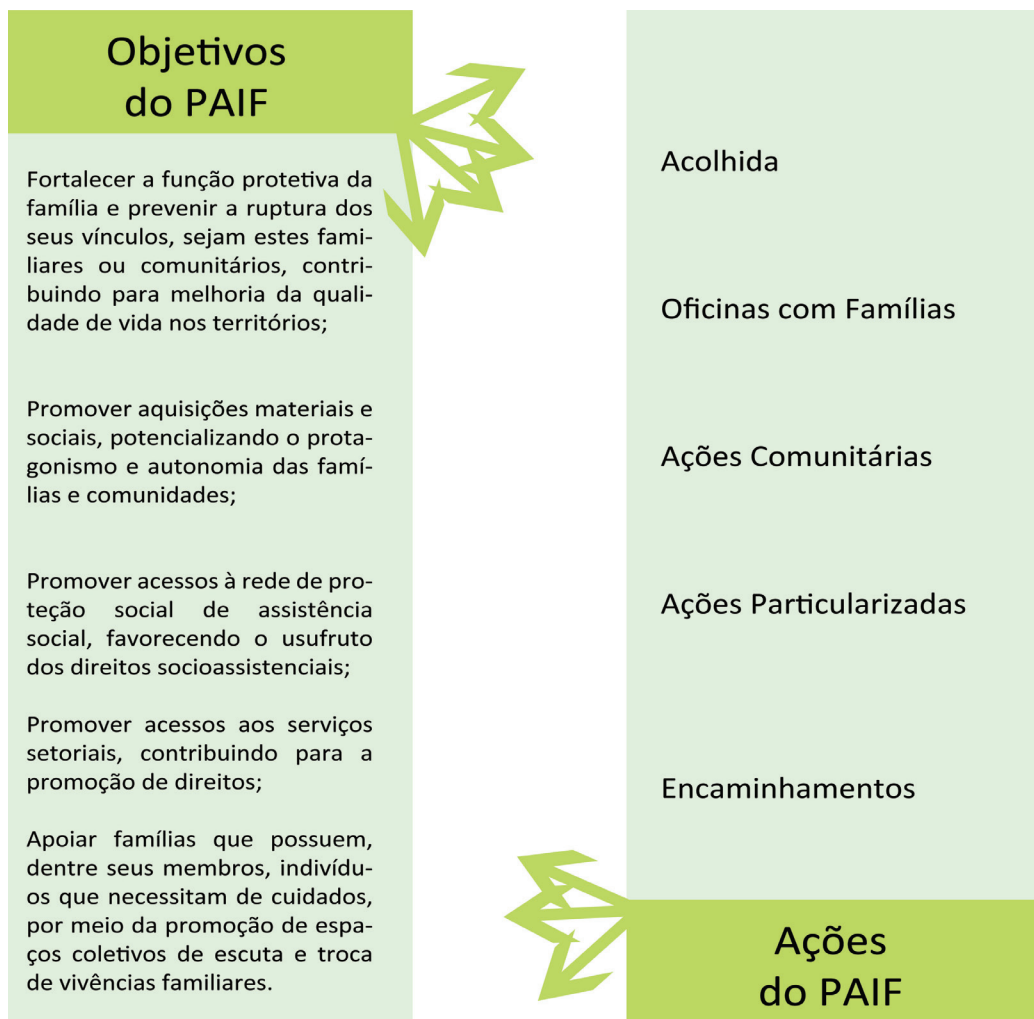 Objetivos
do PAIF
Fortalecer a função protetiva da
família e prevenir a ruptura dos
seus vínculos, sejam estes fami-
liares ou comunitários, contri-
buindo para melhoria da quali-
dade de vida nos territórios;
Promover aquisições materiais e
sociais, potencializando o prota-
gonismo e autonomia das famí-
lias e comunidades;
Promover acessos à rede de pro-
teção social de assistência
social, favorecendo o usufruto
dos direitos socioassistenciais;
Promover acessos aos serviços
setoriais, contribuindo para a
promoção de direitos;
Apoiar famílias que possuem,
dentre seus membros, indivídu-
os que necessitam de cuidados,
por meio da promoção de espa-
ços coletivos de escuta e troca
de vivências familiares.
Acolhida
Oficinas com Famílias
Ações Comunitárias
Ações Particularizadas
Encaminhamentos
Ações
do PAIF